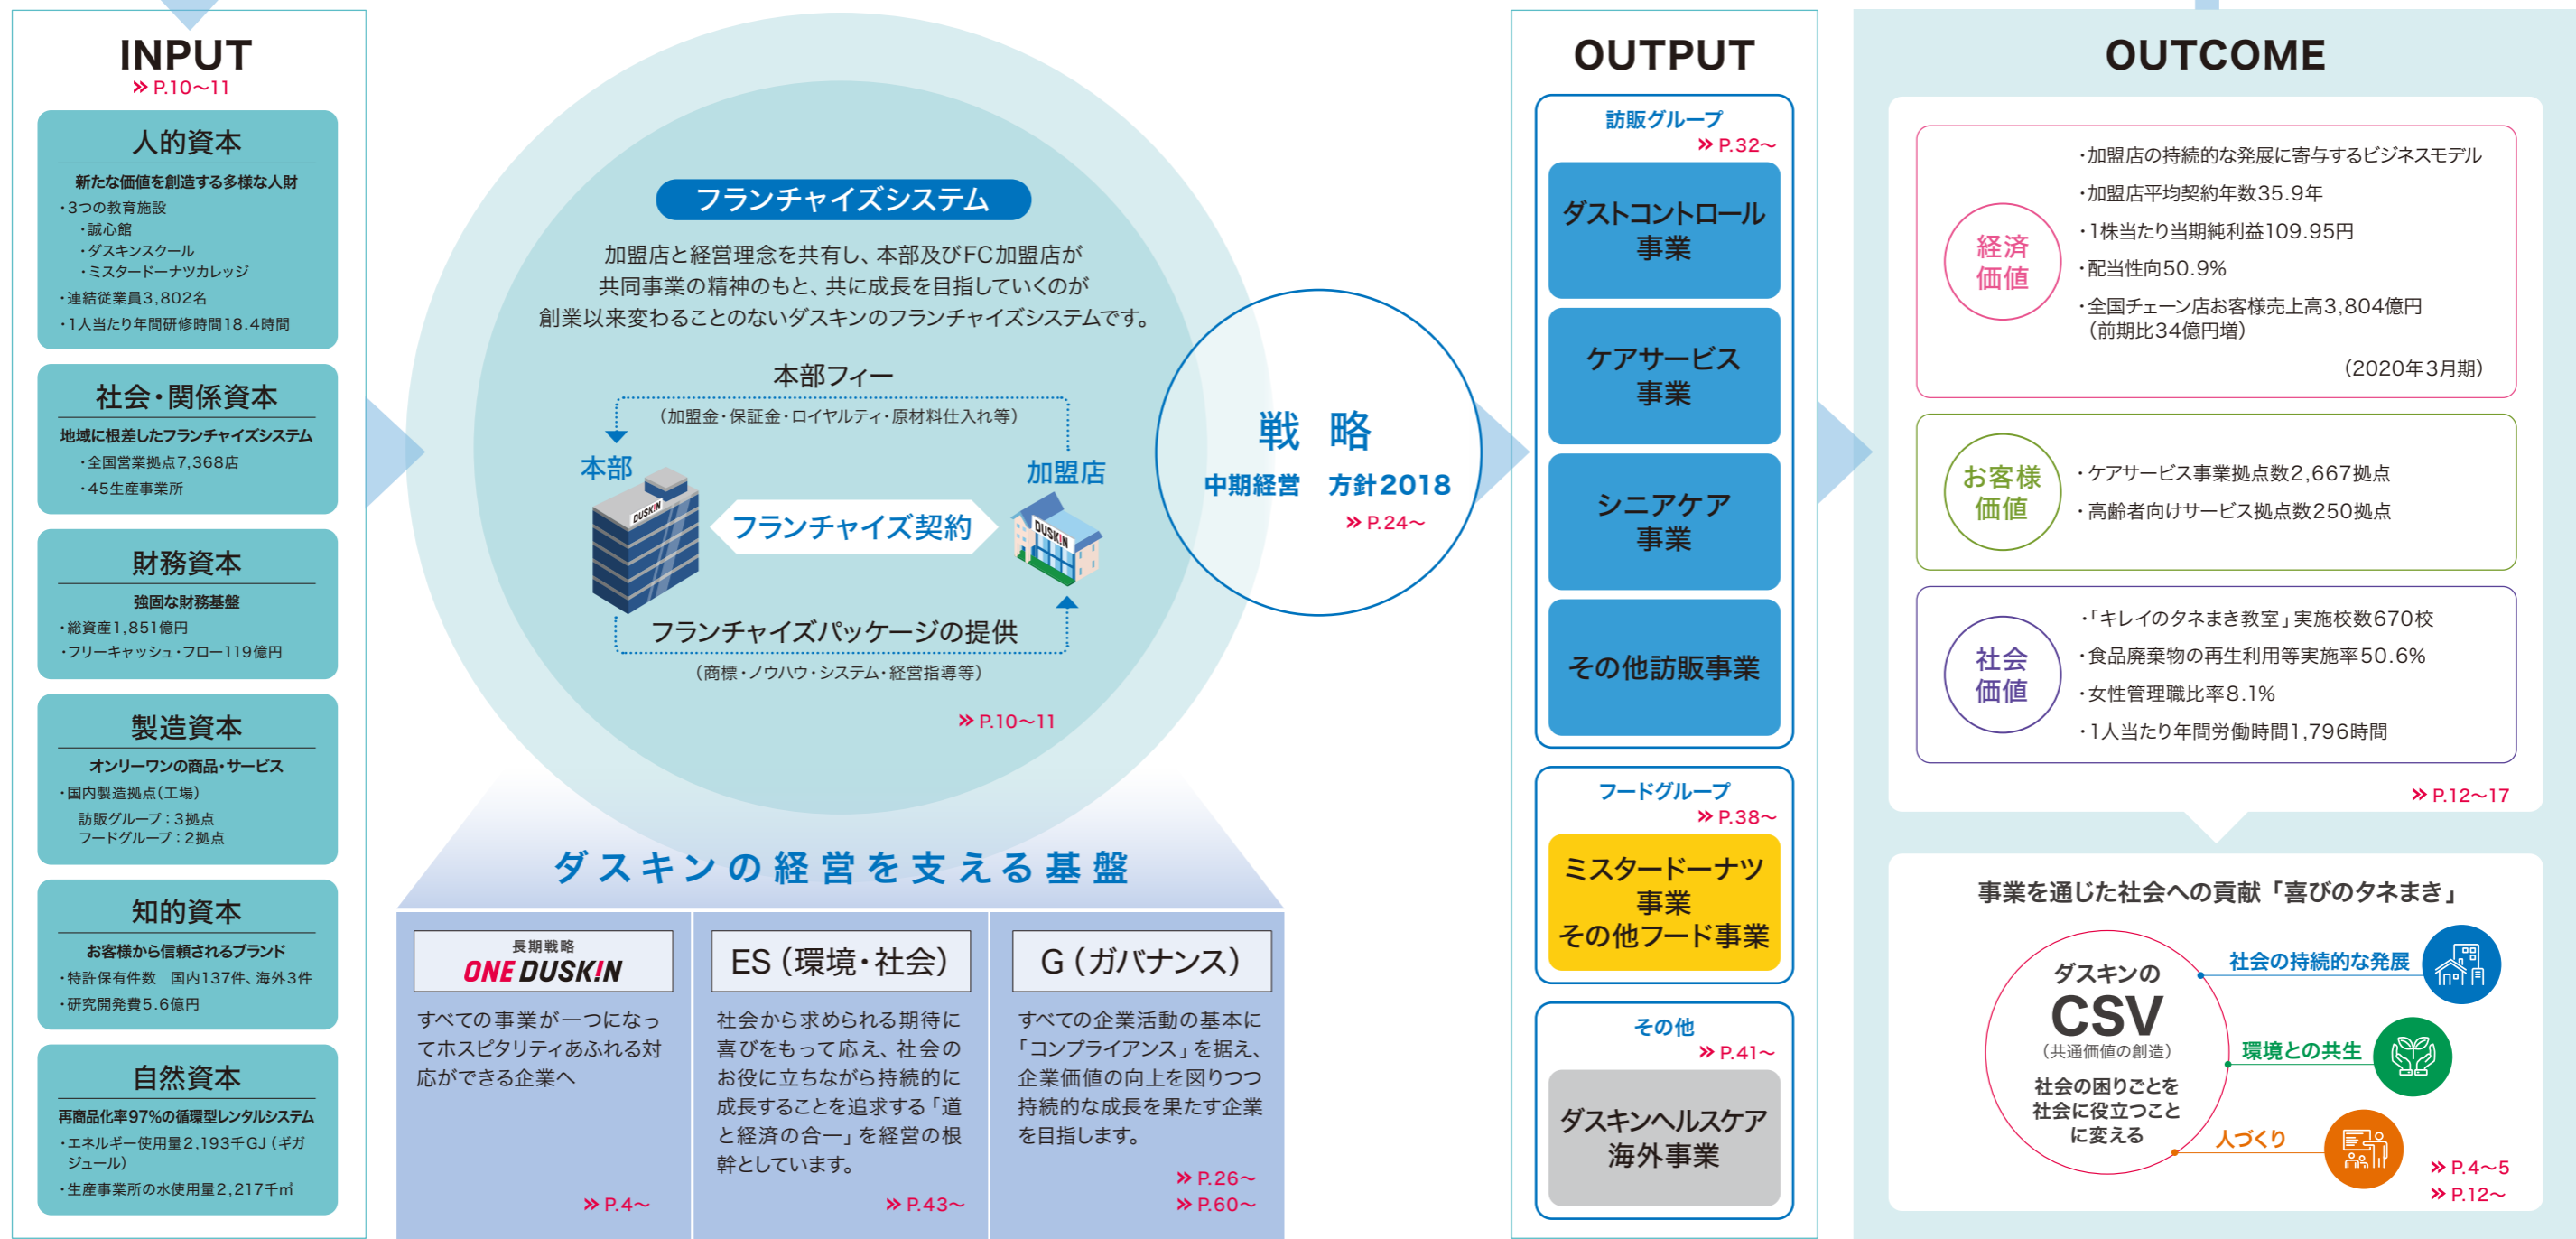 INPUT
≫ P.10〜11
人的資本
新たな価値を創造する多様な人財
・3つの教育施設
・誠心館
・ダスキンスクール
・ミスタードーナツカレッジ
・連結従業員3,802名
・1人当たり年間研修時間18.4時間
社会・関係資本
地域に根差したフランチャイズシステム
・全国営業拠点7,368店
・45生産事業所
財務資本
強固な財務基盤
・総資産1,851億円
・フリーキャッシュ・フロー119億円
製造資本
オンリーワンの商品・サービス
・国内製造拠点(工場)
訪販グループ：3拠点
フードグループ：2拠点
知的資本
お客様から信頼されるブランド
・特許保有件数　国内137件、海外3件
・研究開発費5.6億円
自然資本
再商品化率97%の循環型レンタルシステム
・エネルギー使用量2,193千GJ（ギガ
ジュール）
・生産事業所の水使用量2,217千㎥
フランチャイズシステム
加盟店と経営理念を共有し、本部及びFC加盟店が
共同事業の精神のもと、共に成長を目指していくのが
創業以来変わることのないダスキンのフランチャイズシステムです。
本部フィー
（加盟金・保証金・ロイヤルティ・原材料仕入れ等）
本部
加盟店
DUSKIN
DUSKIN
フランチャイズ契約
フランチャイズパッケージの提供
（商標・ノウハウ・システム・経営指導等）
≫ P.10〜11
戦 略
中期経営　方針2018
≫ P.24〜
ダスキンの経営を支える基盤
長期戦略
ONE DUSK!N
すべての事業が一つになっ
てホスピタリティあふれる対
応ができる企業へ
≫ P.4〜
ES（環境・社会）
社会から求められる期待に
喜びをもって応え、社会の
お役に立ちながら持続的に
成長することを追求する「道
と経済の合一」を経営の根
幹としています。
≫ P.43〜
G（ガバナンス）
すべての企業活動の基本に
「コンプライアンス」を据え、
企業価値の向上を図りつつ
持続的な成長を果たす企業
を目指します。
≫ P.26〜
≫ P.60〜
OUTPUT
訪販グループ
≫ P.32〜
ダストコントロール
事業
ケアサービス
事業
シニアケア
事業
その他訪販事業
フードグループ
≫ P.38〜
ミスタードーナツ
事業
その他フード事業
その他
≫ P.41〜
ダスキンヘルスケア
海外事業
OUTCOME
経済
価値
・加盟店の持続的な発展に寄与するビジネスモデル
・加盟店平均契約年数35.9年
・1株当たり当期純利益109.95円
・配当性向50.9%
・全国チェーン店お客様売上高3,804億円
（前期比34億円増）
（2020年3月期）
お客様
価値
・ケアサービス事業拠点数2,667拠点
・高齢者向けサービス拠点数250拠点
社会
価値
・「キレイのタネまき教室」実施校数670校
・食品廃棄物の再生利用等実施率50.6%
・女性管理職比率8.1%
・1人当たり年間労働時間1,796時間
≫ P.12〜17
事業を通じた社会への貢献「喜びのタネまき」
ダスキンの
CSV
（共通価値の創造）
社会の困りごとを
社会に役立つこと
に変える
社会の持続的な発展
環境との共生
人づくり
≫ P.4〜5
≫ P.12〜